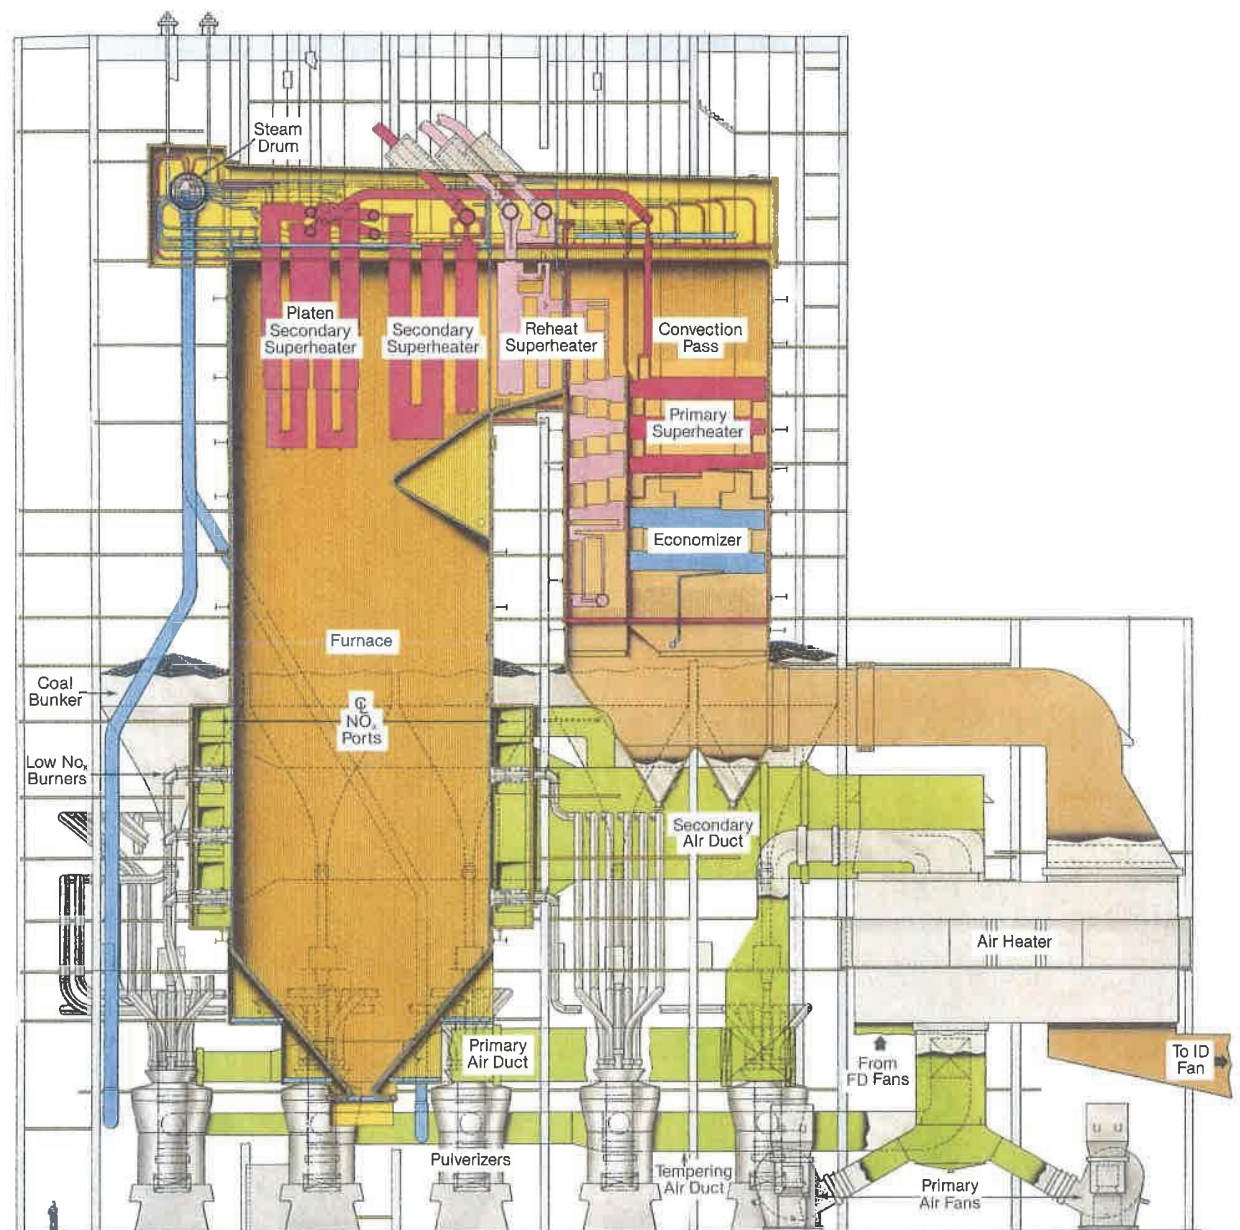 Steam
Drum
Platen
Secondary
Superheater
Secondary
Superheater
Reheat
Superheater
Convection
Pass
Primary
Superheater
Economizer
Furnace
Coal
Bunker
℄
NOₓ
Ports
Low Noₓ
Burners
Secondary
Air Duct
Air Heater
Primary
Air Duct
From
FD Fans
To ID
Fan
Pulverizers
Tempering
Air Duct
Primary
Air Fans